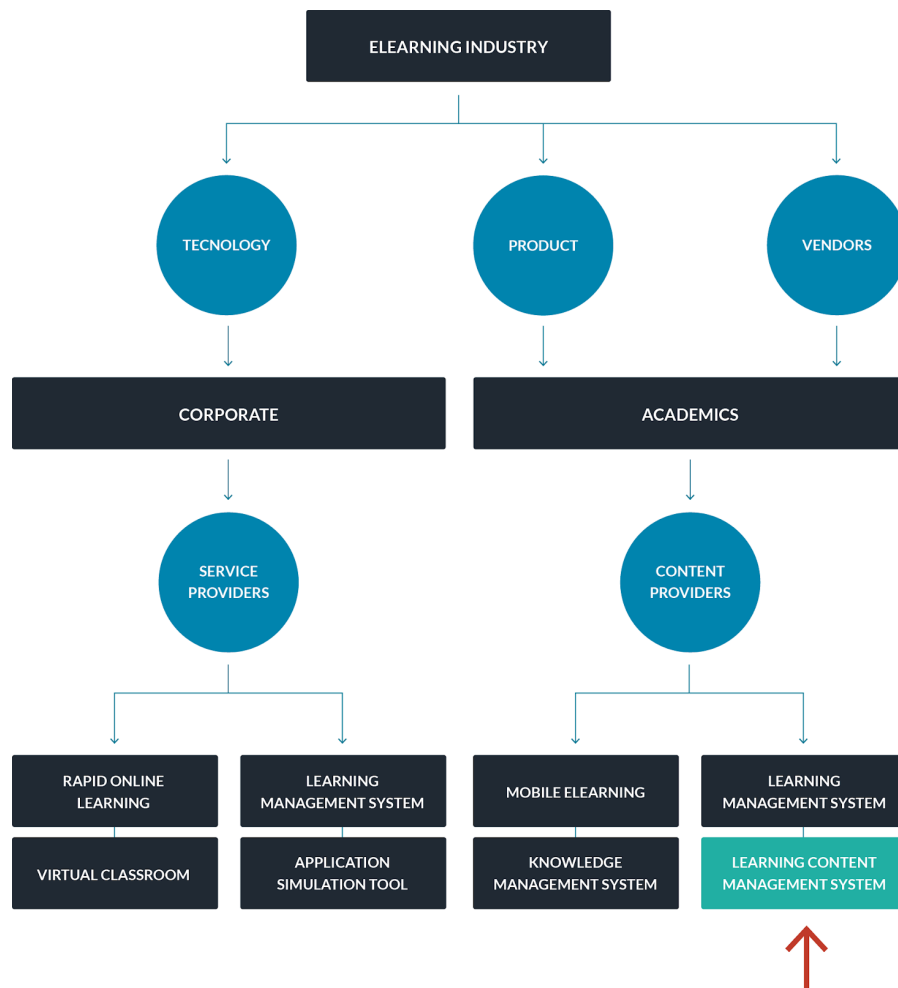 ELEARNING INDUSTRY
TECNOLOGY
PRODUCT
VENDORS
CORPORATE
ACADEMICS
SERVICE
PROVIDERS
CONTENT
PROVIDERS
RAPID ONLINE
LEARNING
LEARNING
MANAGEMENT SYSTEM
MOBILE ELEARNING
LEARNING
MANAGEMENT SYSTEM
VIRTUAL CLASSROOM
APPLICATION
SIMULATION TOOL
KNOWLEDGE
MANAGEMENT SYSTEM
LEARNING CONTENT
MANAGEMENT SYSTEM